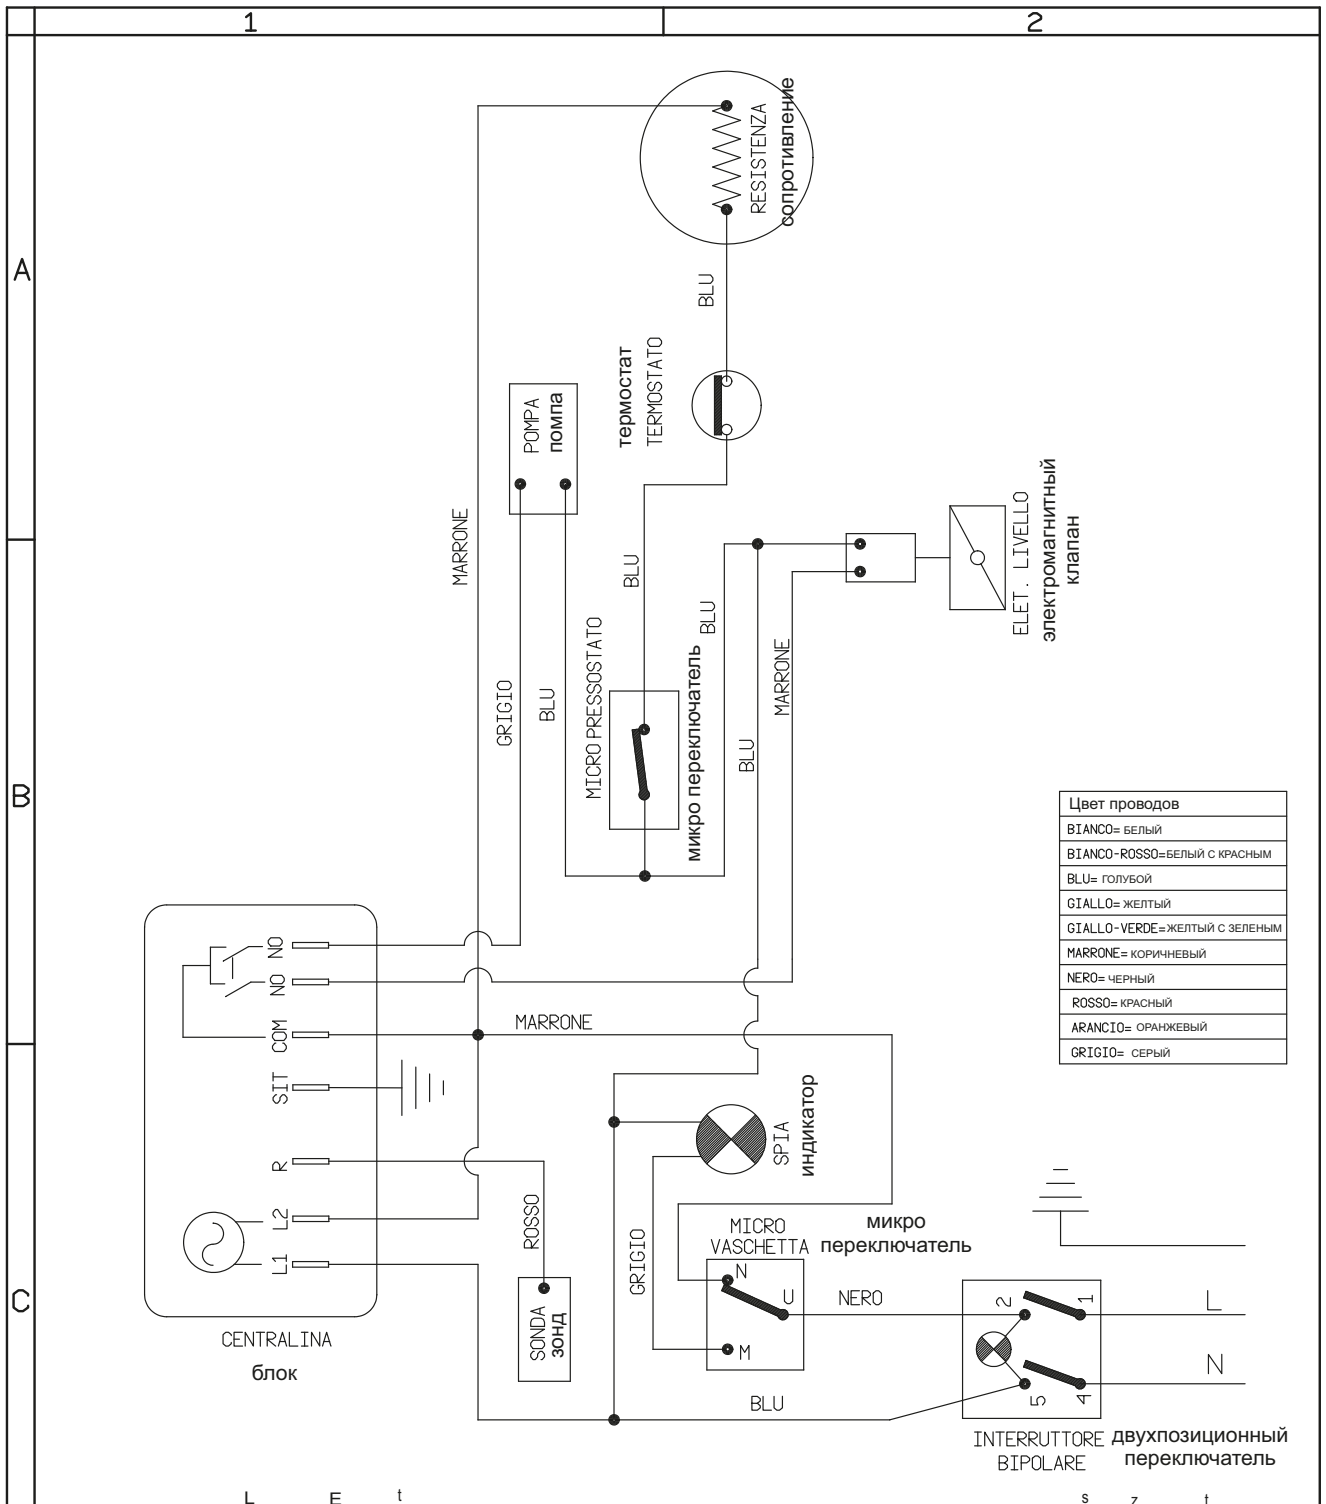 1
2
A
B
C
RESISTENZA
сопротивление
BLU
термостат
TERMOSTATO
POMPA
помпа
MARRONE
ELET. LIVELLO
электромагнитный
клапан
BLU
BLU
MICRO PRESSOSTATO
микро переключатель
GRIGIO
BLU
MARRONE
BLU
Цвет проводов
BIANCO= БЕЛЫЙ
BIANCO-ROSSO=БЕЛЫЙ С КРАСНЫМ
BLU= ГОЛУБОЙ
GIALLO= ЖЕЛТЫЙ
GIALLO-VERDE=ЖЕЛТЫЙ С ЗЕЛЕНЫМ
MARRONE= КОРИЧНЕВЫЙ
NERO= ЧЕРНЫЙ
ROSSO= КРАСНЫЙ
ARANCIO= ОРАНЖЕВЫЙ
GRIGIO= СЕРЫЙ
NO
NO
COM
SIT
R
L2
L1
CENTRALINA
блок
MARRONE
SPIA
индикатор
ROSSO
SONDA
зонд
GRIGIO
MICRO
VASCHETTA
микро
переключатель
N
U
M
NERO
BLU
2
1
5
4
L
N
INTERRUTTORE
BIPOLARE
двухпозиционный
переключатель
L E t
s z t